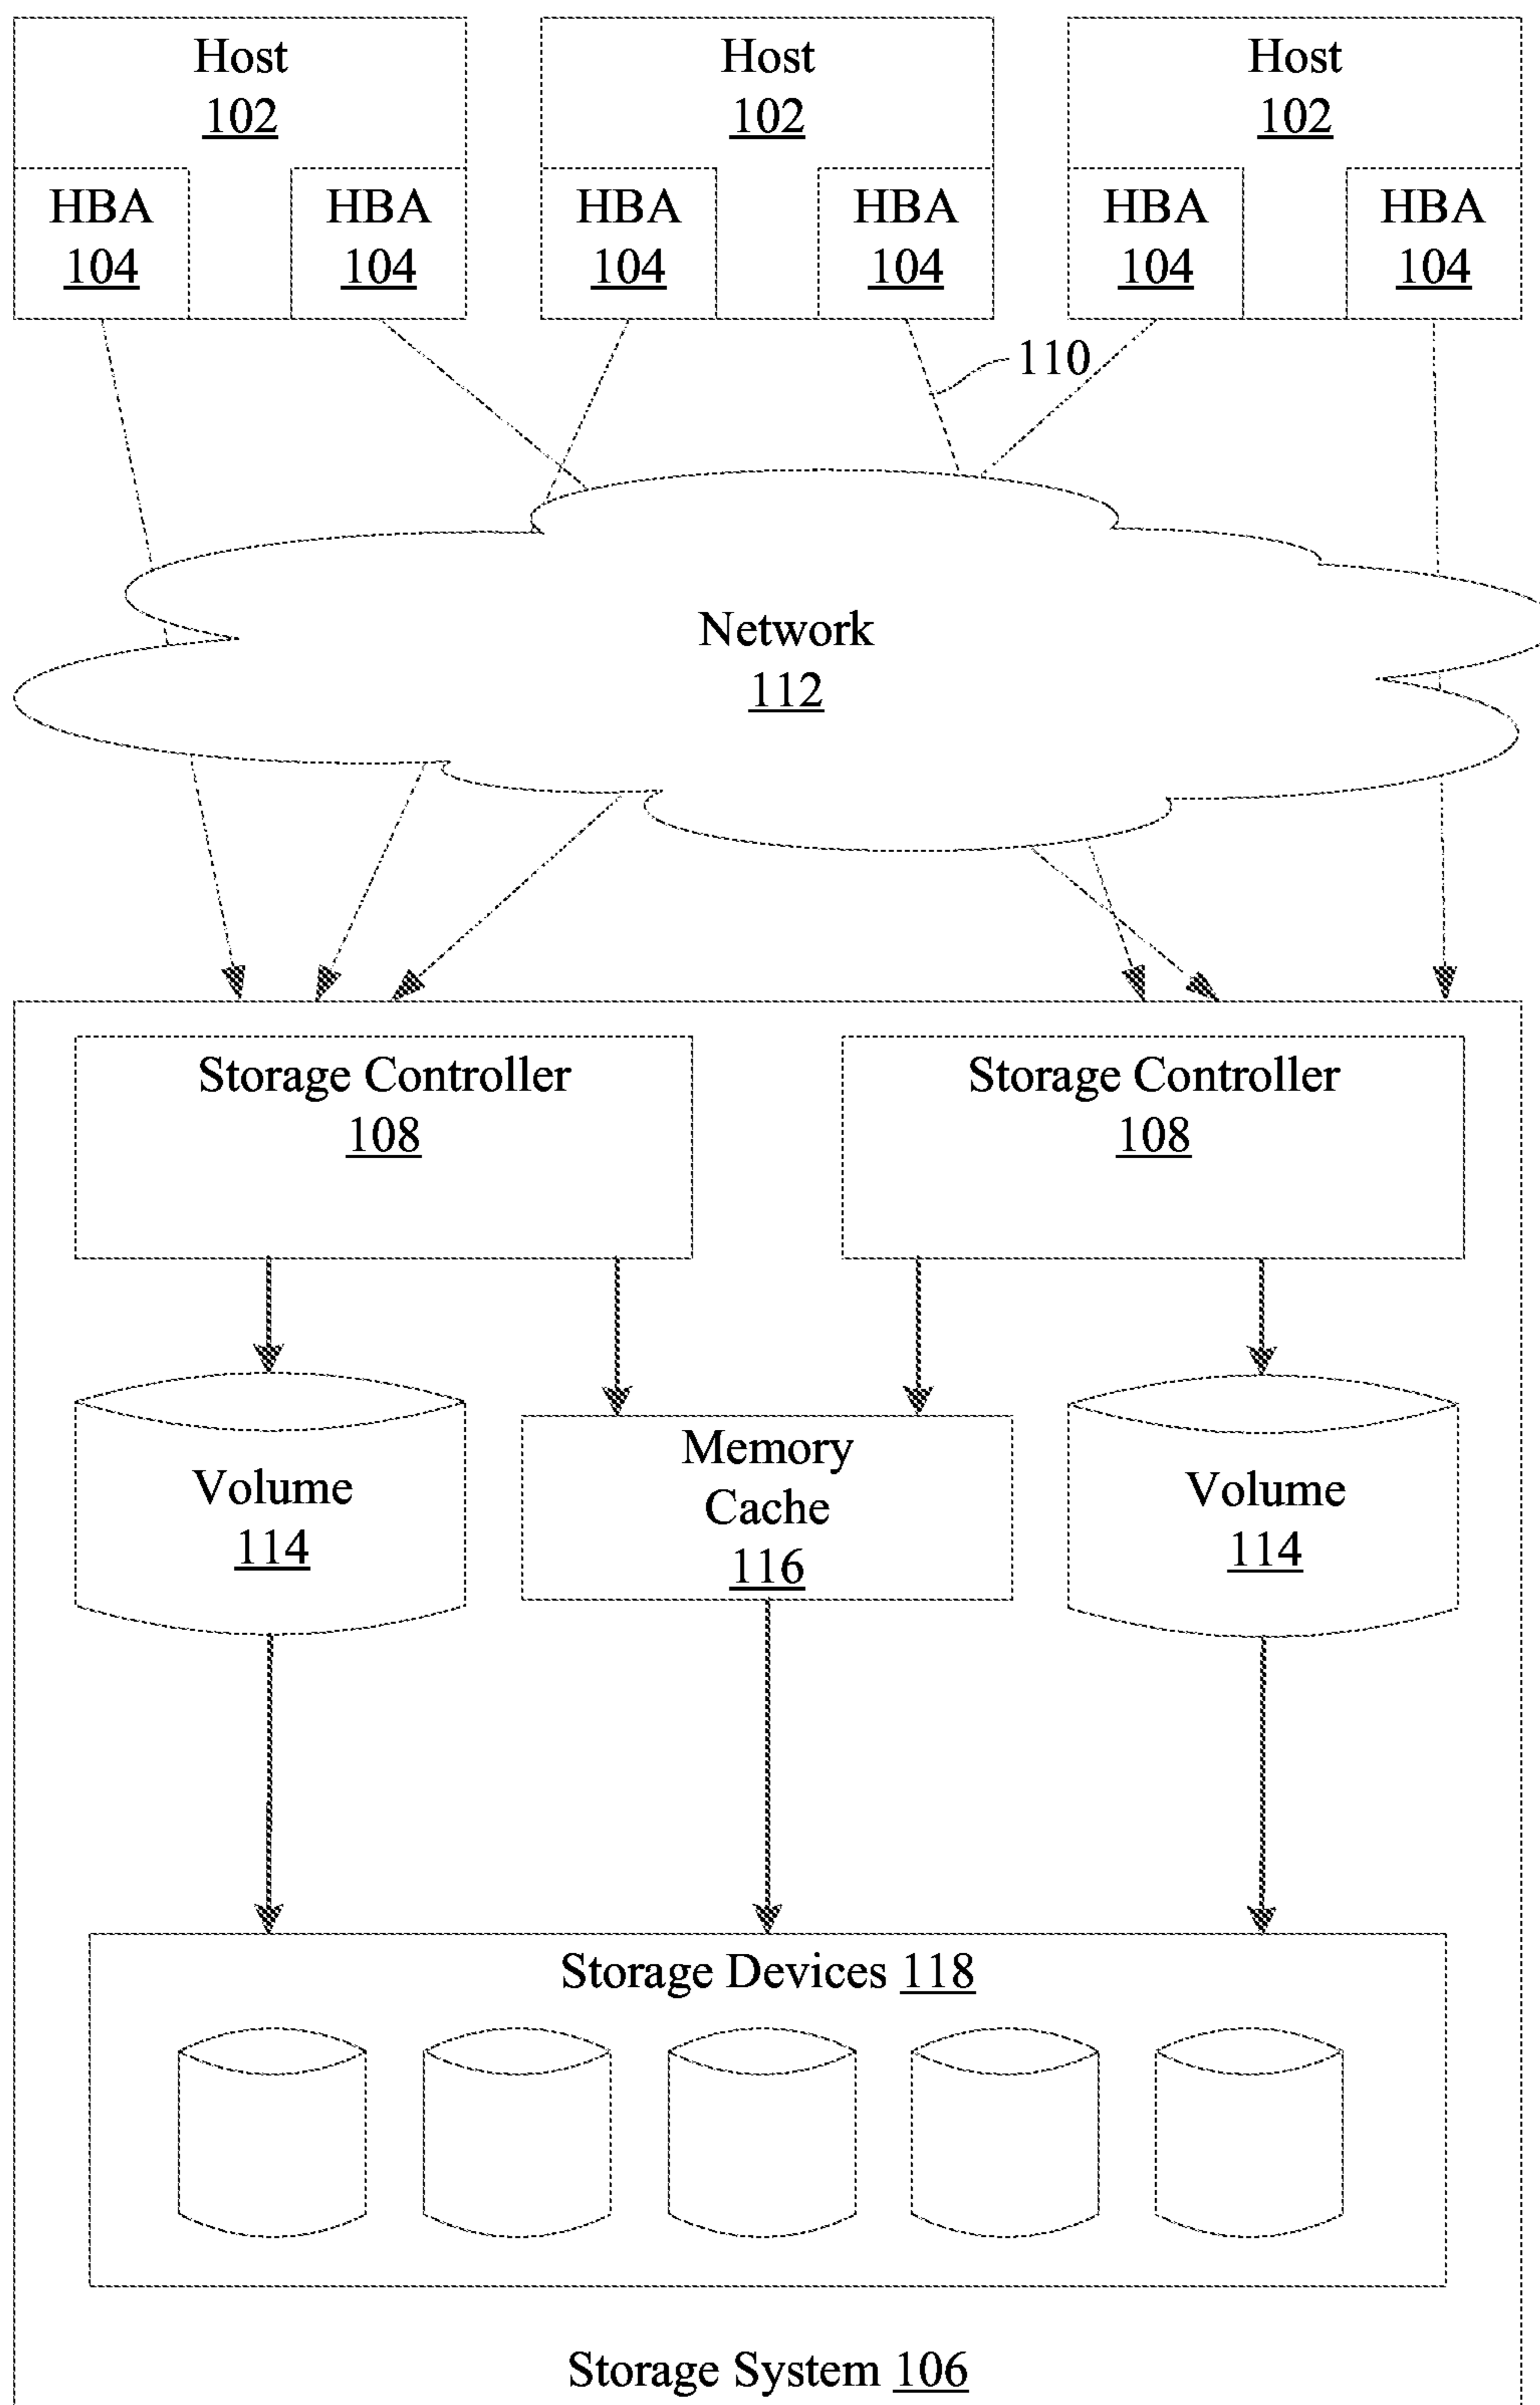 Host
102
Host
102
Host
102
HBA
104
HBA
104
HBA
104
HBA
104
HBA
104
HBA
104
110
Network
112
Storage Controller
108
Storage Controller
108
Volume
114
Memory
Cache
116
Volume
114
Storage Devices 118
Storage System 106